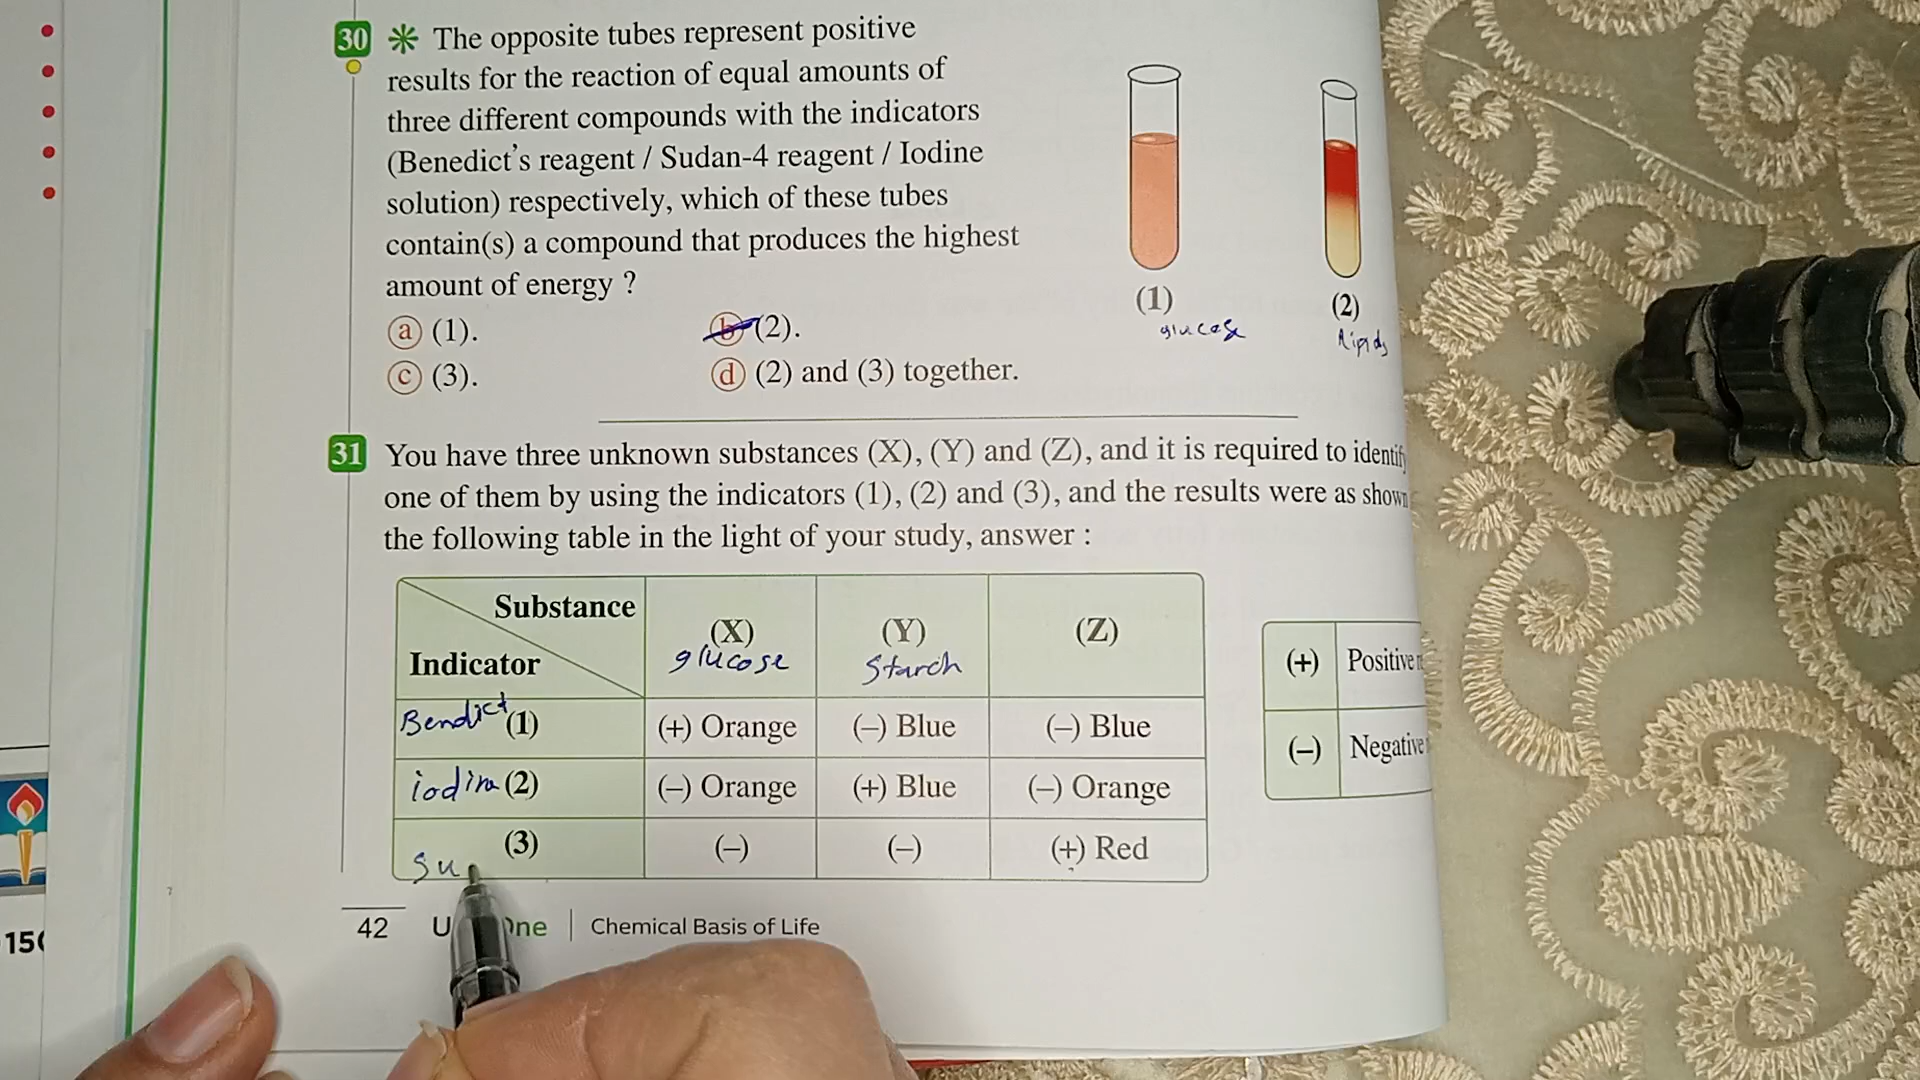 30 * The opposite tubes represent positive
results for the reaction of equal amounts of
three different compounds with the indicators
(Benedict's reagent / Sudan-4 reagent / Iodine
solution) respectively, which of these tubes
contain(s) a compound that produces the highest
amount of energy ?
a (1). b (2).
c (3). d (2) and (3) together.
(1) (2)
glucose lipids
31 You have three unknown substances (X), (Y) and (Z), and it is required to
one of them by using the indicators (1), (2) and (3), and the results were as shown
the following table in the light of your study, answer :
Substance
Indicator
(X) (Y) (Z)
glucose Starch
Bendict (1) (+) Orange (–) Blue (–) Blue
(2) (–) Orange (+) Blue (–) Orange
Su (3) (–) (–) (+) Red
(+) Positive
(–) Negative
42 One | Chemical Basis of Life